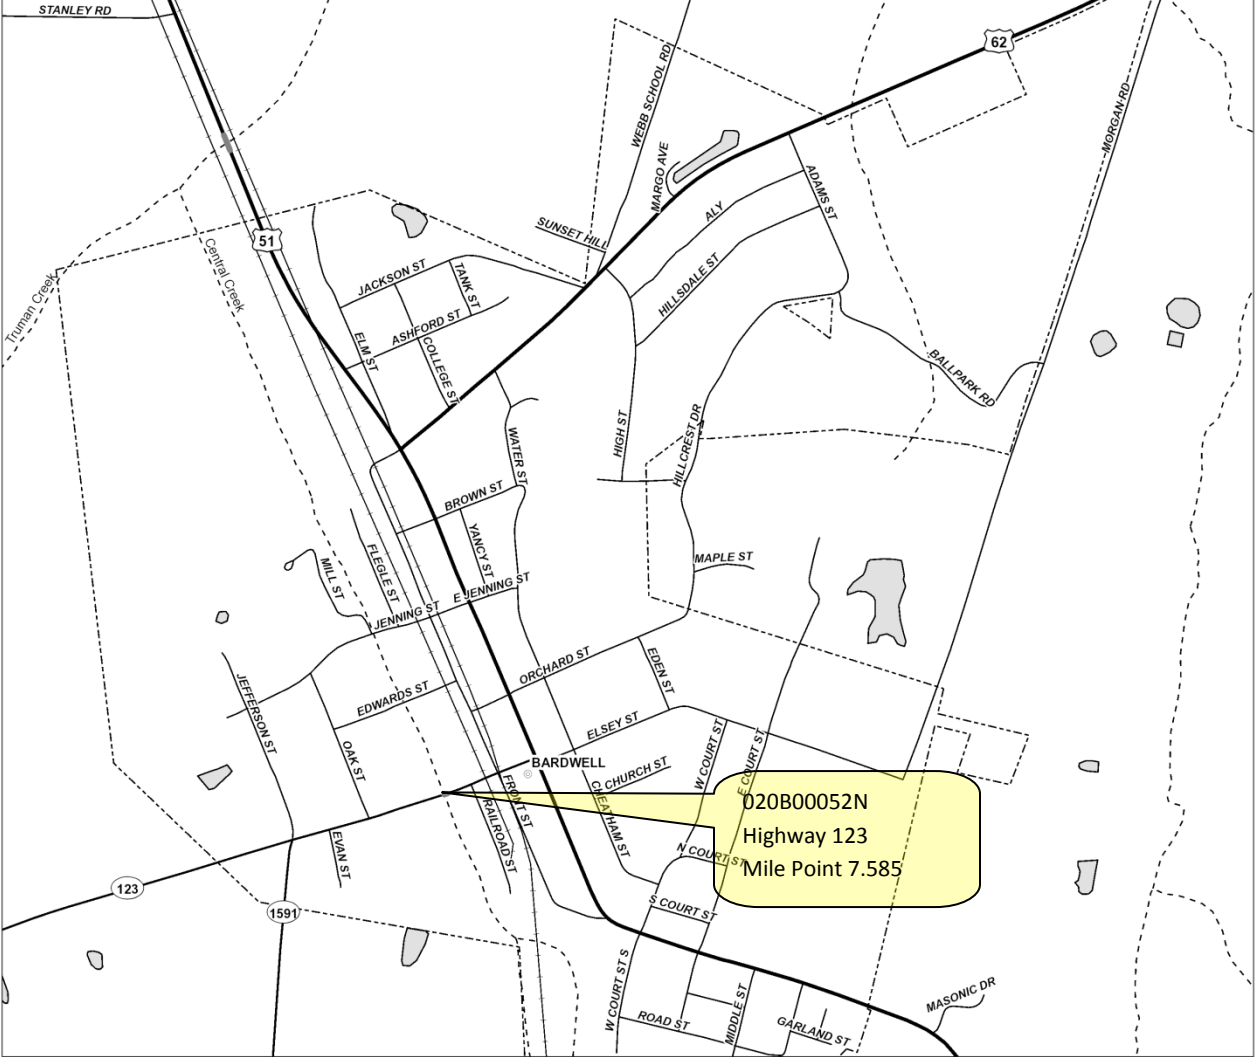 STANLEY RD
62
WEBB SCHOOL RD
MORGAN RD
MARGO AVE
ADAMS ST
ALY
SUNSET HILL
51
Central Creek
Truman Creek
JACKSON ST
TANK ST
HILLSDALE ST
ASHFORD ST
ELM ST
COLLEGE ST
BALLPARK RD
HIGH ST
HILLCREST DR
WATER ST
BROWN ST
YANCY ST
FLEGLE ST
MILL ST
MAPLE ST
E JENNING ST
JENNING ST
ORCHARD ST
EDEN ST
JEFFERSON ST
EDWARDS ST
ELSEY ST
W COURT ST
E COURT ST
OAK ST
BARDWELL
CHURCH ST
CHEATHAM ST
FRONT ST
RAILROAD ST
020B00052N
Highway 123
Mile Point 7.585
EVAN ST
N COURT ST
123
1591
S COURT ST
W COURT ST S
MIDDLE ST
ROAD ST
GARLAND ST
MASONIC DR